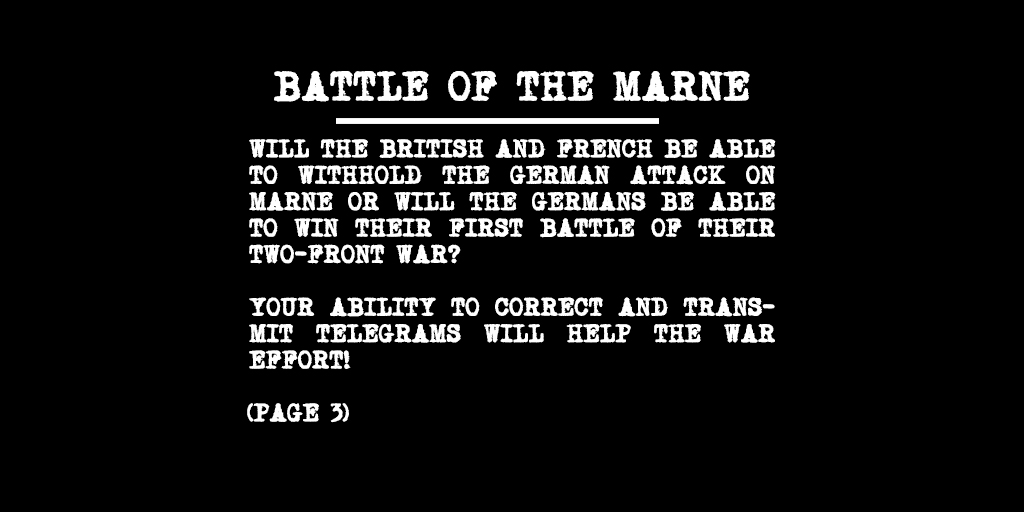 BATTLE OF THE MARNE
WILL THE BRITISH AND FRENCH BE ABLE
TO WITHHOLD THE GERMAN ATTACK ON
MARNE OR WILL THE GERMANS BE ABLE
TO WIN THEIR FIRST BATTLE OF THEIR
TWO-FRONT WAR?
YOUR ABILITY TO CORRECT AND TRANS-
MIT TELEGRAMS WILL HELP THE WAR
EFFORT!
(PAGE 3)